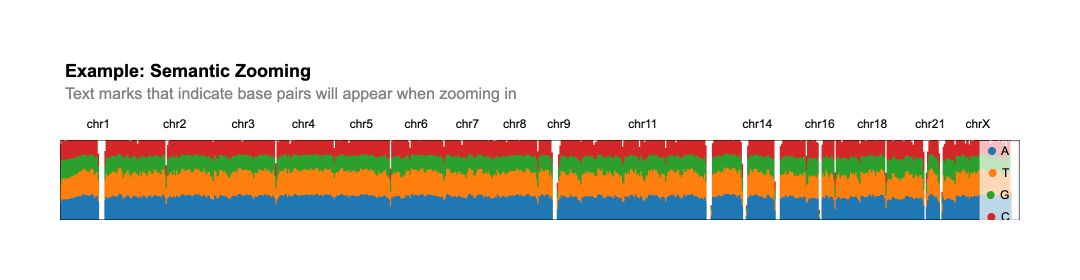 Example: Semantic Zooming
Text marks that indicate base pairs will appear when zooming in
chr1 chr2 chr3 chr4 chr5 chr6 chr7 chr8 chr9 chr11 chr14 chr16 chr18 chr21 chrX
A
T
G
C